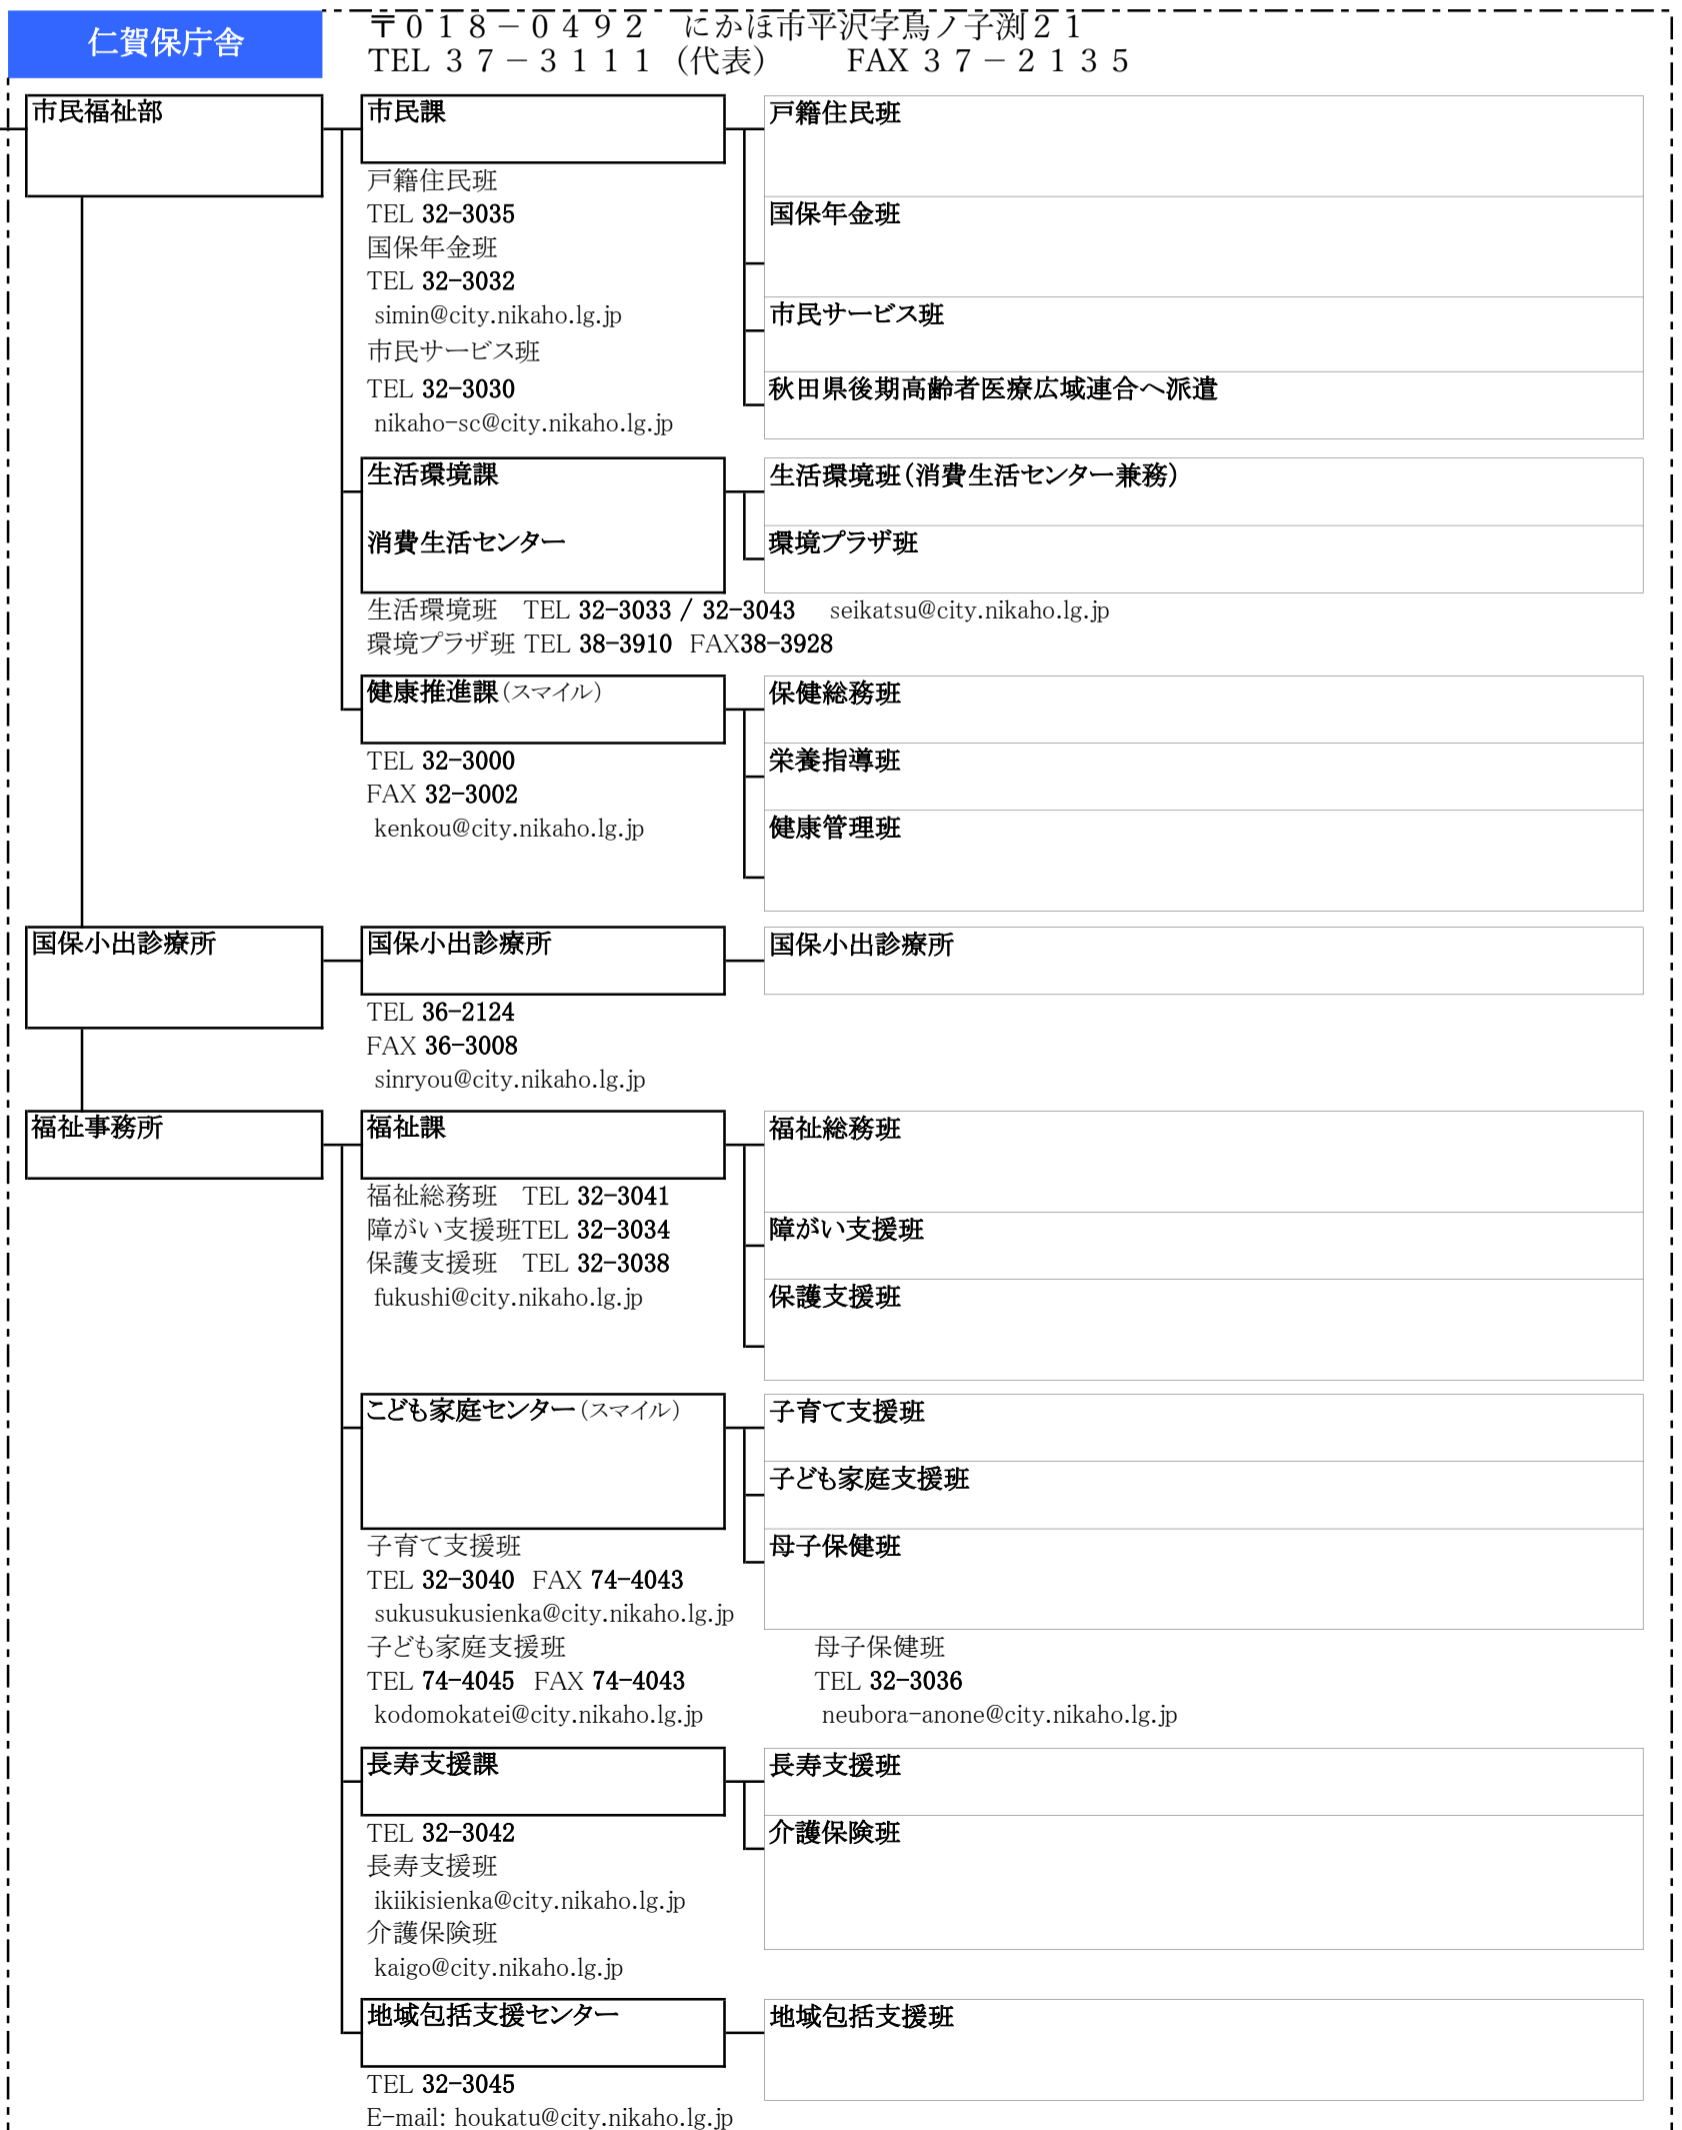 仁賀保庁舎
〒０１８－０４９２　にかほ市平沢字鳥ノ子渕２１
TEL ３７－３１１１（代表）　　FAX ３７－２１３５
市民福祉部
市民課
戸籍住民班
TEL 32-3035
国保年金班
TEL 32-3032
simin@city.nikaho.lg.jp
市民サービス班
TEL 32-3030
nikaho-sc@city.nikaho.lg.jp
戸籍住民班
国保年金班
市民サービス班
秋田県後期高齢者医療広域連合へ派遣
生活環境課
消費生活センター
生活環境班（消費生活センター兼務）
環境プラザ班
生活環境班　TEL 32-3033 / 32-3043　seikatsu@city.nikaho.lg.jp
環境プラザ班 TEL 38-3910　FAX38-3928
健康推進課（スマイル）
TEL 32-3000
FAX 32-3002
kenkou@city.nikaho.lg.jp
保健総務班
栄養指導班
健康管理班
国保小出診療所
国保小出診療所
TEL 36-2124
FAX 36-3008
sinryou@city.nikaho.lg.jp
国保小出診療所
福祉事務所
福祉課
福祉総務班　TEL 32-3041
障がい支援班TEL 32-3034
保護支援班　TEL 32-3038
fukushi@city.nikaho.lg.jp
福祉総務班
障がい支援班
保護支援班
こども家庭センター（スマイル）
子育て支援班
子ども家庭支援班
母子保健班
子育て支援班
TEL 32-3040　FAX 74-4043
sukusukusienka@city.nikaho.lg.jp
子ども家庭支援班
TEL 74-4045　FAX 74-4043
kodomokatei@city.nikaho.lg.jp
母子保健班
TEL 32-3036
neubora-anone@city.nikaho.lg.jp
長寿支援課
TEL 32-3042
長寿支援班
ikiikisienka@city.nikaho.lg.jp
介護保険班
kaigo@city.nikaho.lg.jp
長寿支援班
介護保険班
地域包括支援センター
TEL 32-3045
E-mail: houkatu@city.nikaho.lg.jp
地域包括支援班